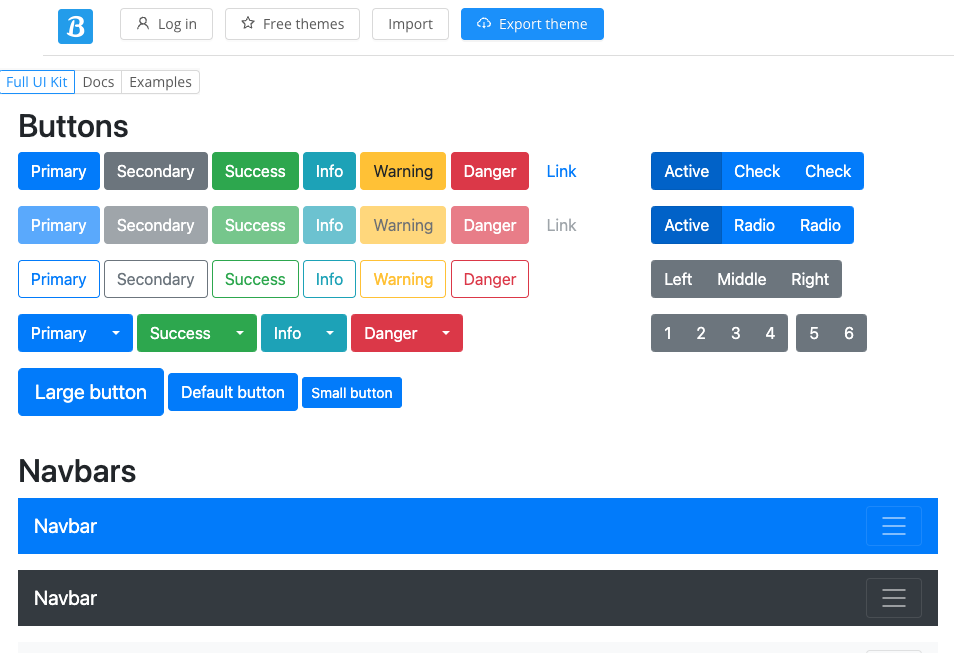 B Log in Free themes Import Export theme
Full UI Kit Docs Examples
Buttons
Primary Secondary Success Info Warning Danger Link Active Check Check
Primary Secondary Success Info Warning Danger Link Active Radio Radio
Primary Secondary Success Info Warning Danger Left Middle Right
Primary Success Info Danger 1 2 3 4 5 6
Large button Default button Small button
Navbars
Navbar
Navbar